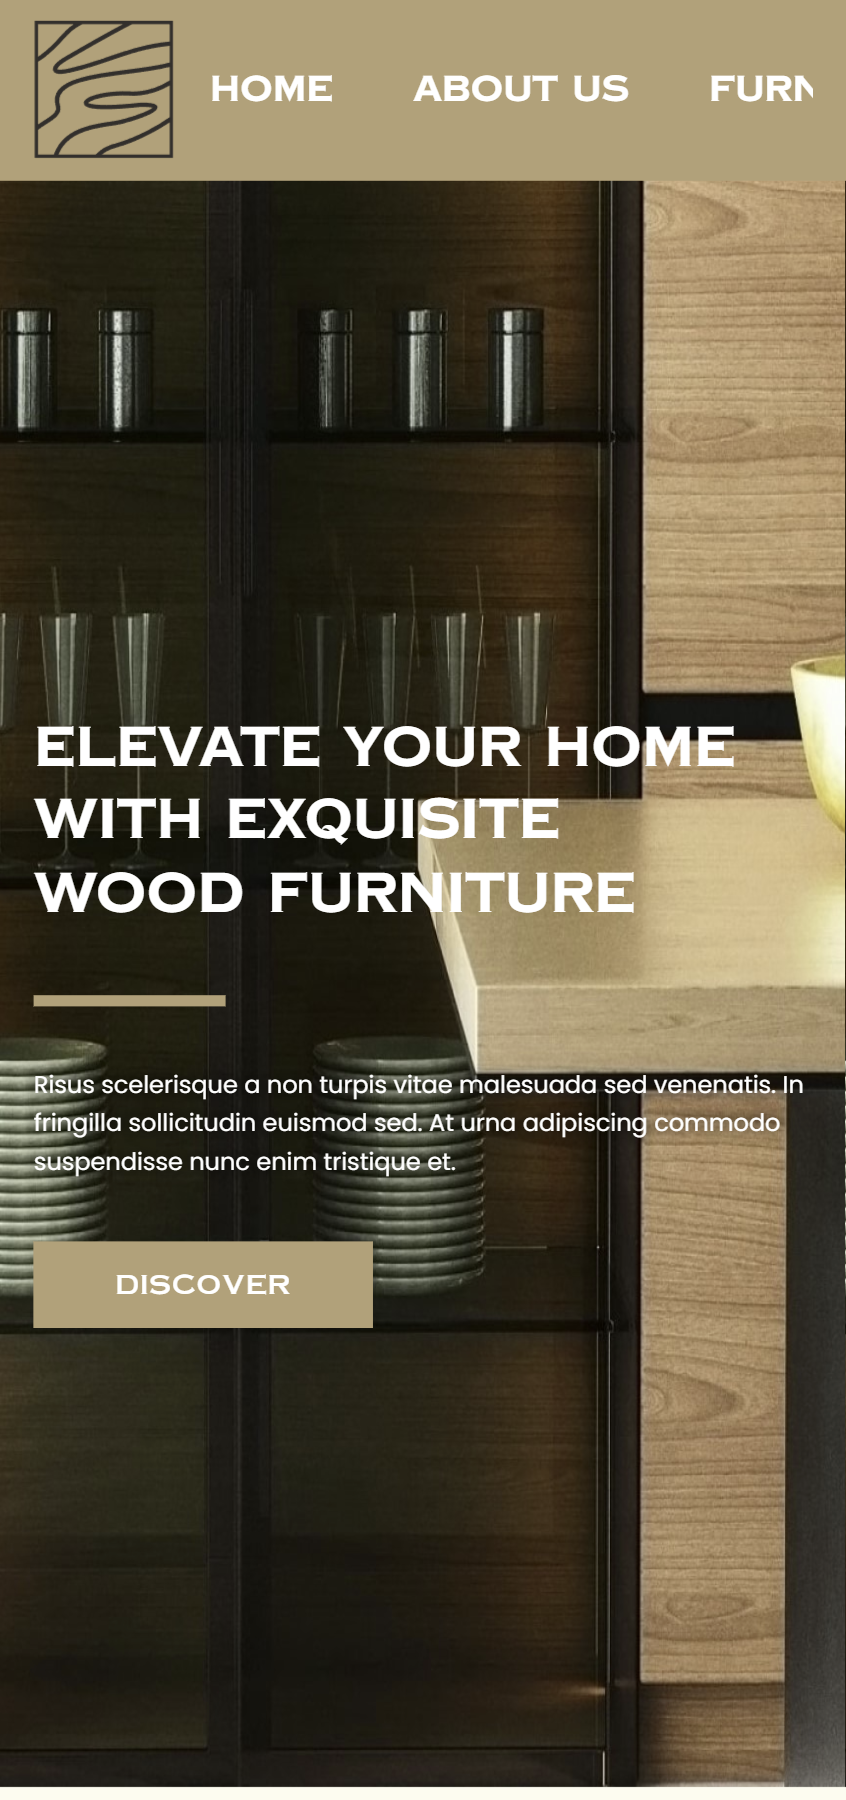 HOME ABOUT US FURN
ELEVATE YOUR HOME
WITH EXQUISITE
WOOD FURNITURE
Risus scelerisque a non turpis vitae malesuada sed venenatis. In
fringilla sollicitudin euismod sed. At urna adipiscing commodo
suspendisse nunc enim tristique et.
DISCOVER